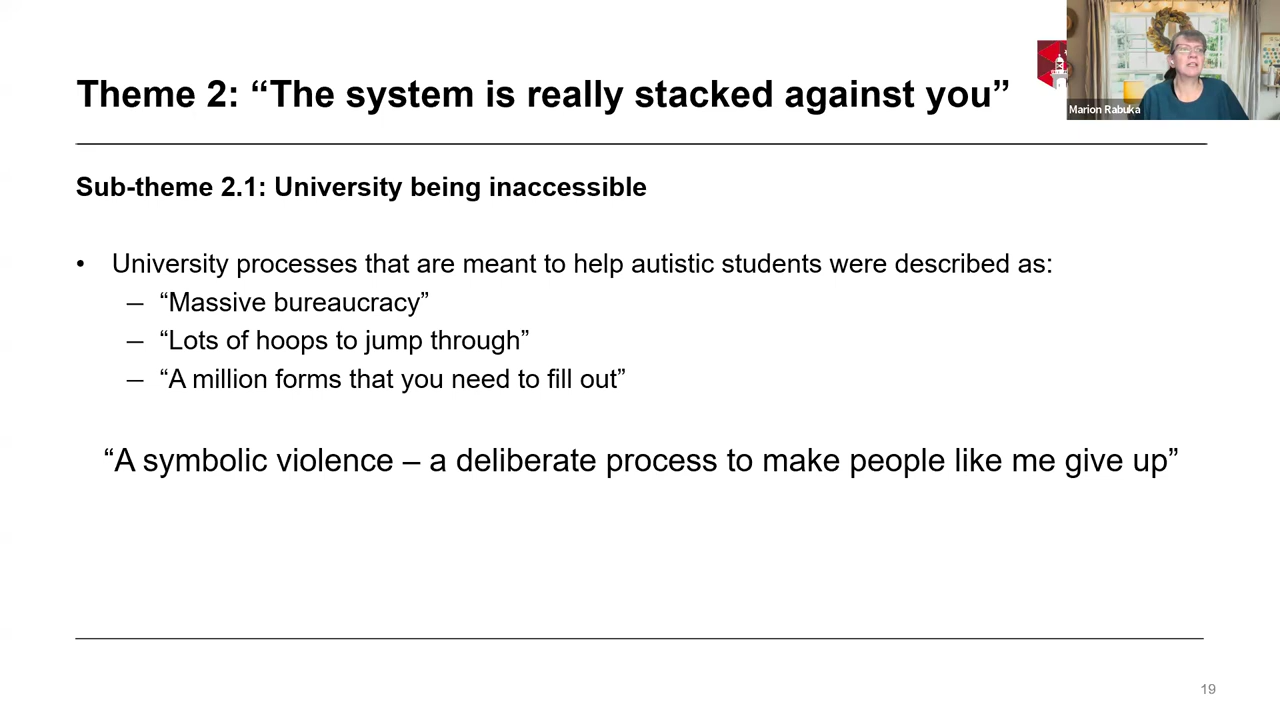 Theme 2: “The system is really stacked against you”
Marion Rabuka
Sub-theme 2.1: University being inaccessible
• University processes that are meant to help autistic students were described as:
– “Massive bureaucracy”
– “Lots of hoops to jump through”
– “A million forms that you need to fill out”
“A symbolic violence – a deliberate process to make people like me give up”
19